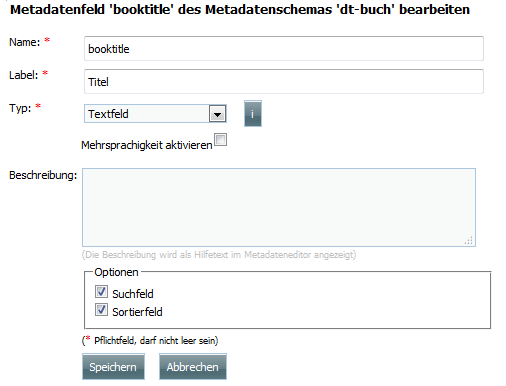 Metadatenfeld 'booktitle' des Metadatenschemas 'dt-buch' bearbeiten
Name: * booktitle
Label: * Titel
Typ: * Textfeld i
Mehrsprachigkeit aktivieren
Beschreibung:
(Die Beschreibung wird als Hilfetext im Metadateneditor angezeigt)
Optionen
Suchfeld
Sortierfeld
(* Pflichtfeld, darf nicht leer sein)
Speichern Abbrechen